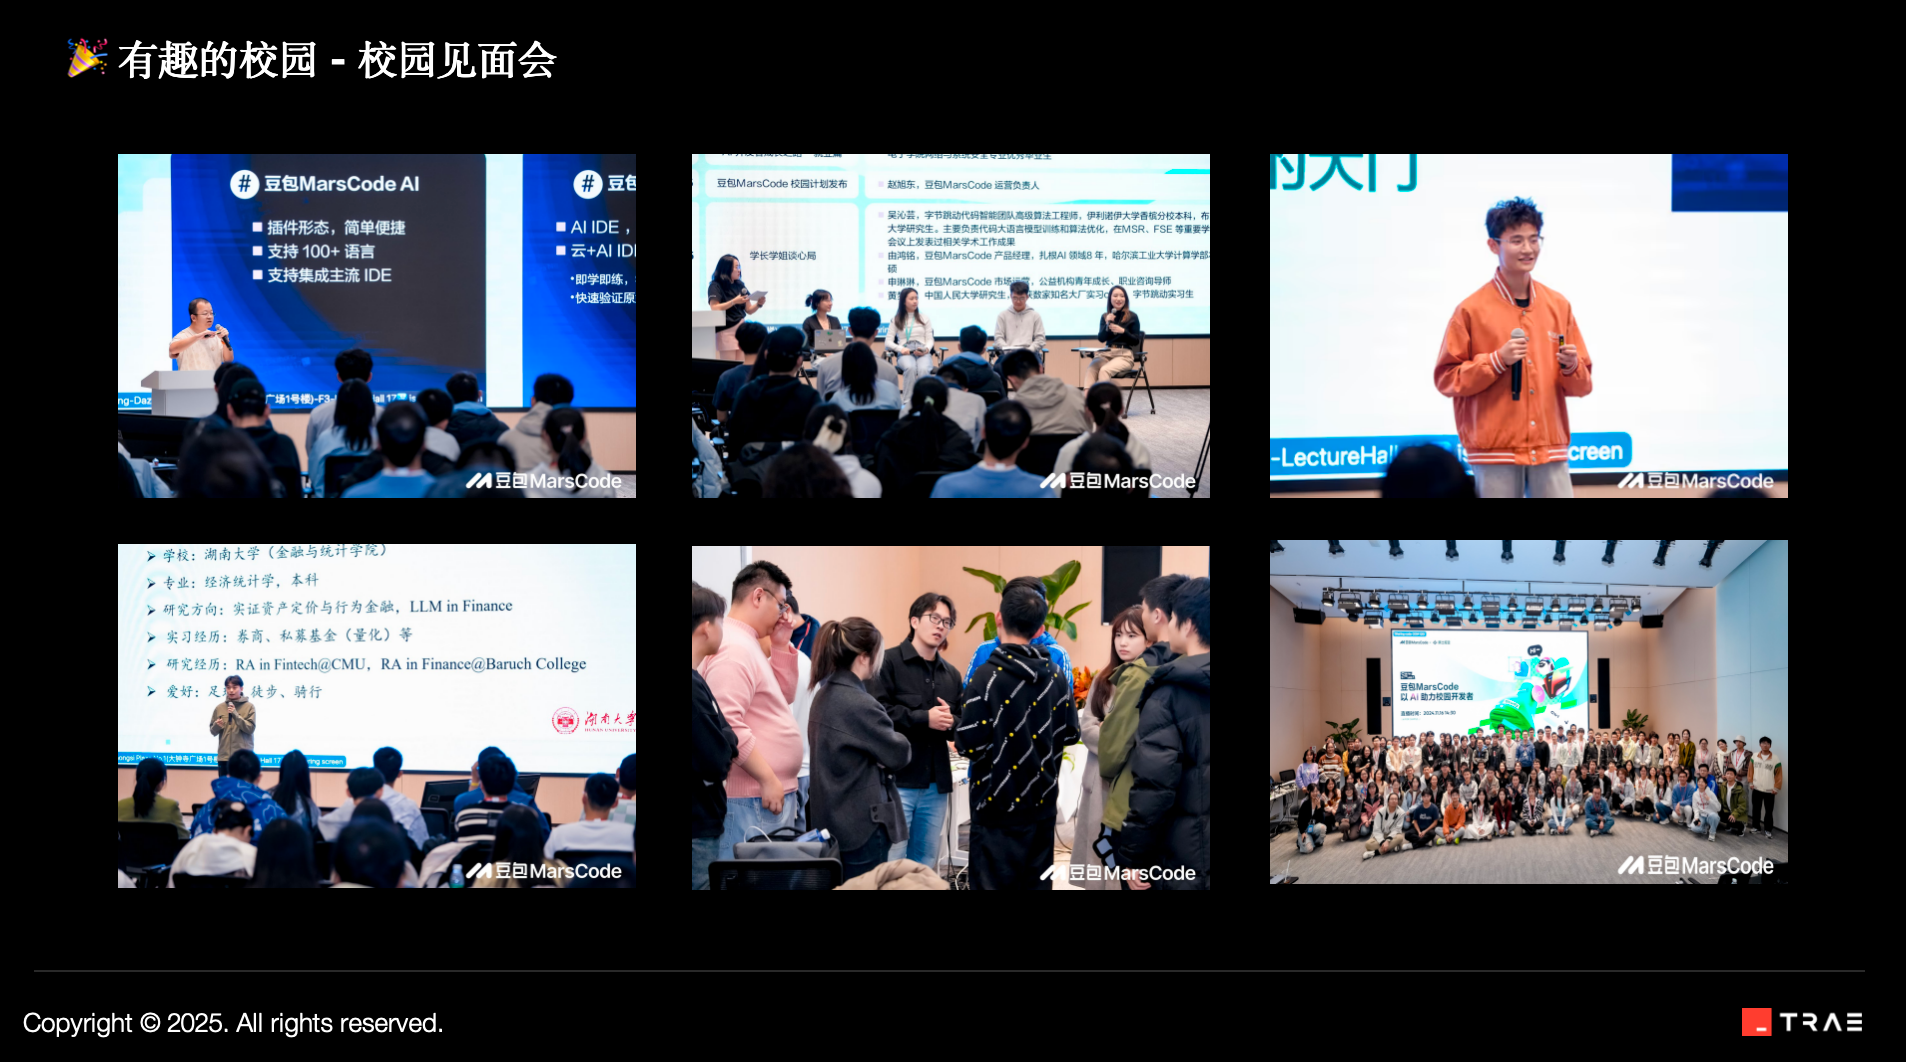 有趣的校园 - 校园见面会
# 豆包MarsCode AI
插件形态，简单便捷
支持 100+ 语言
支持集成主流 IDE
# 豆包
AI IDE，
云+AI IDE
•即学即练，
•快速验证原
广场1号楼)-F3-
豆包MarsCode
豆包MarsCode 校园计划发布
赵旭东，豆包MarsCode 运营负责人
学长学姐谈心局
吴沁芸，字节跳动代码智能团队高级算法工程师，伊利诺伊大学香槟分校本科，布
大学研究生。主要负责代码大语言模型训练和算法优化，在MSR、FSE 等重要学
会议上发表过相关学术工作成果
由鸿铭，豆包MarsCode 产品经理，扎根AI 领域8 年，哈尔滨工业大学计算学部
硕
申琳琳，豆包MarsCode 市场运营，公益机构青年成长、职业咨询导师
中国人民大学研究生，
获数家知名大厂实习
字节跳动实习生
豆包MarsCode
的大门
-LectureHall
screen
豆包MarsCode
➢ 学校：湖南大学（金融与统计学院）
➢ 专业：经济统计学，本科
➢ 研究方向：实证资产定价与行为金融，LLM in Finance
➢ 实习经历：券商、私募基金（量化）等
➢ 研究经历：RA in Fintech@CMU，RA in Finance@Baruch College
➢ 爱好：足 、徒步、骑行
湖南大学
HUNAN UNIVERSITY
豆包MarsCode
豆包MarsCode
豆包MarsCode
以 AI 助力校园开发者
豆包MarsCode
Copyright © 2025. All rights reserved.
TRAE